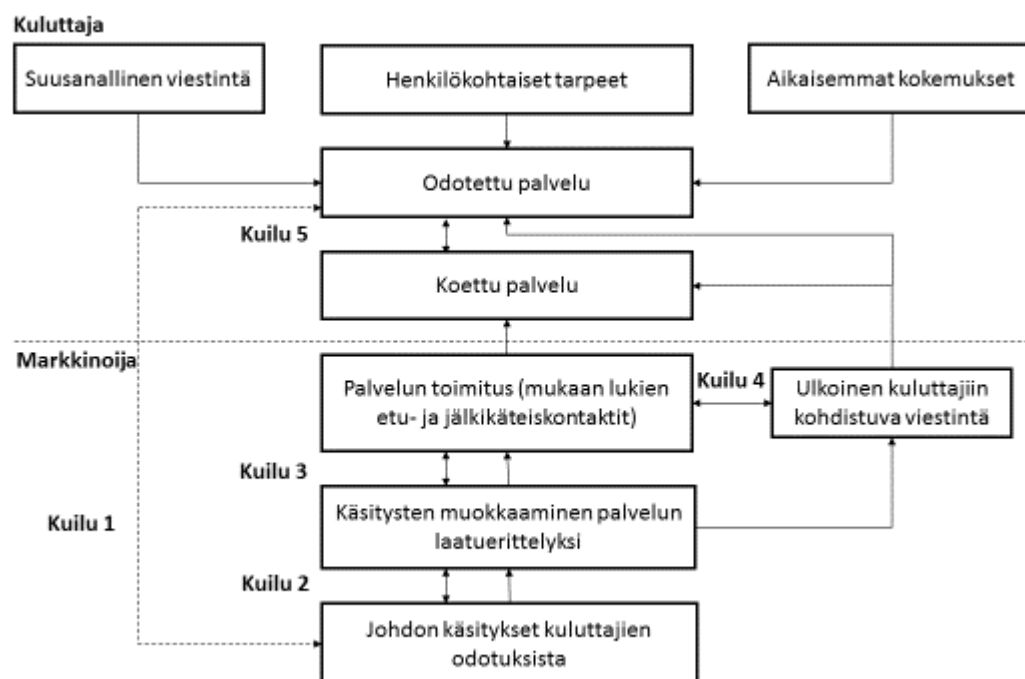 Kuluttaja
Suusanallinen viestintä
Henkilökohtaiset tarpeet
Aikaisemmat kokemukset
Odotettu palvelu
Kuilu 5
Koettu palvelu
Markkinoija
Palvelun toimitus (mukaan lukien
etu- ja jälkikäteiskontaktit)
Kuilu 4
Ulkoinen kuluttajiin
kohdistuva viestintä
Kuilu 3
Kuilu 1
Käsitysten muokkaaminen palvelun
laatuerittelyksi
Kuilu 2
Johdon käsitykset kuluttajien
odotuksista